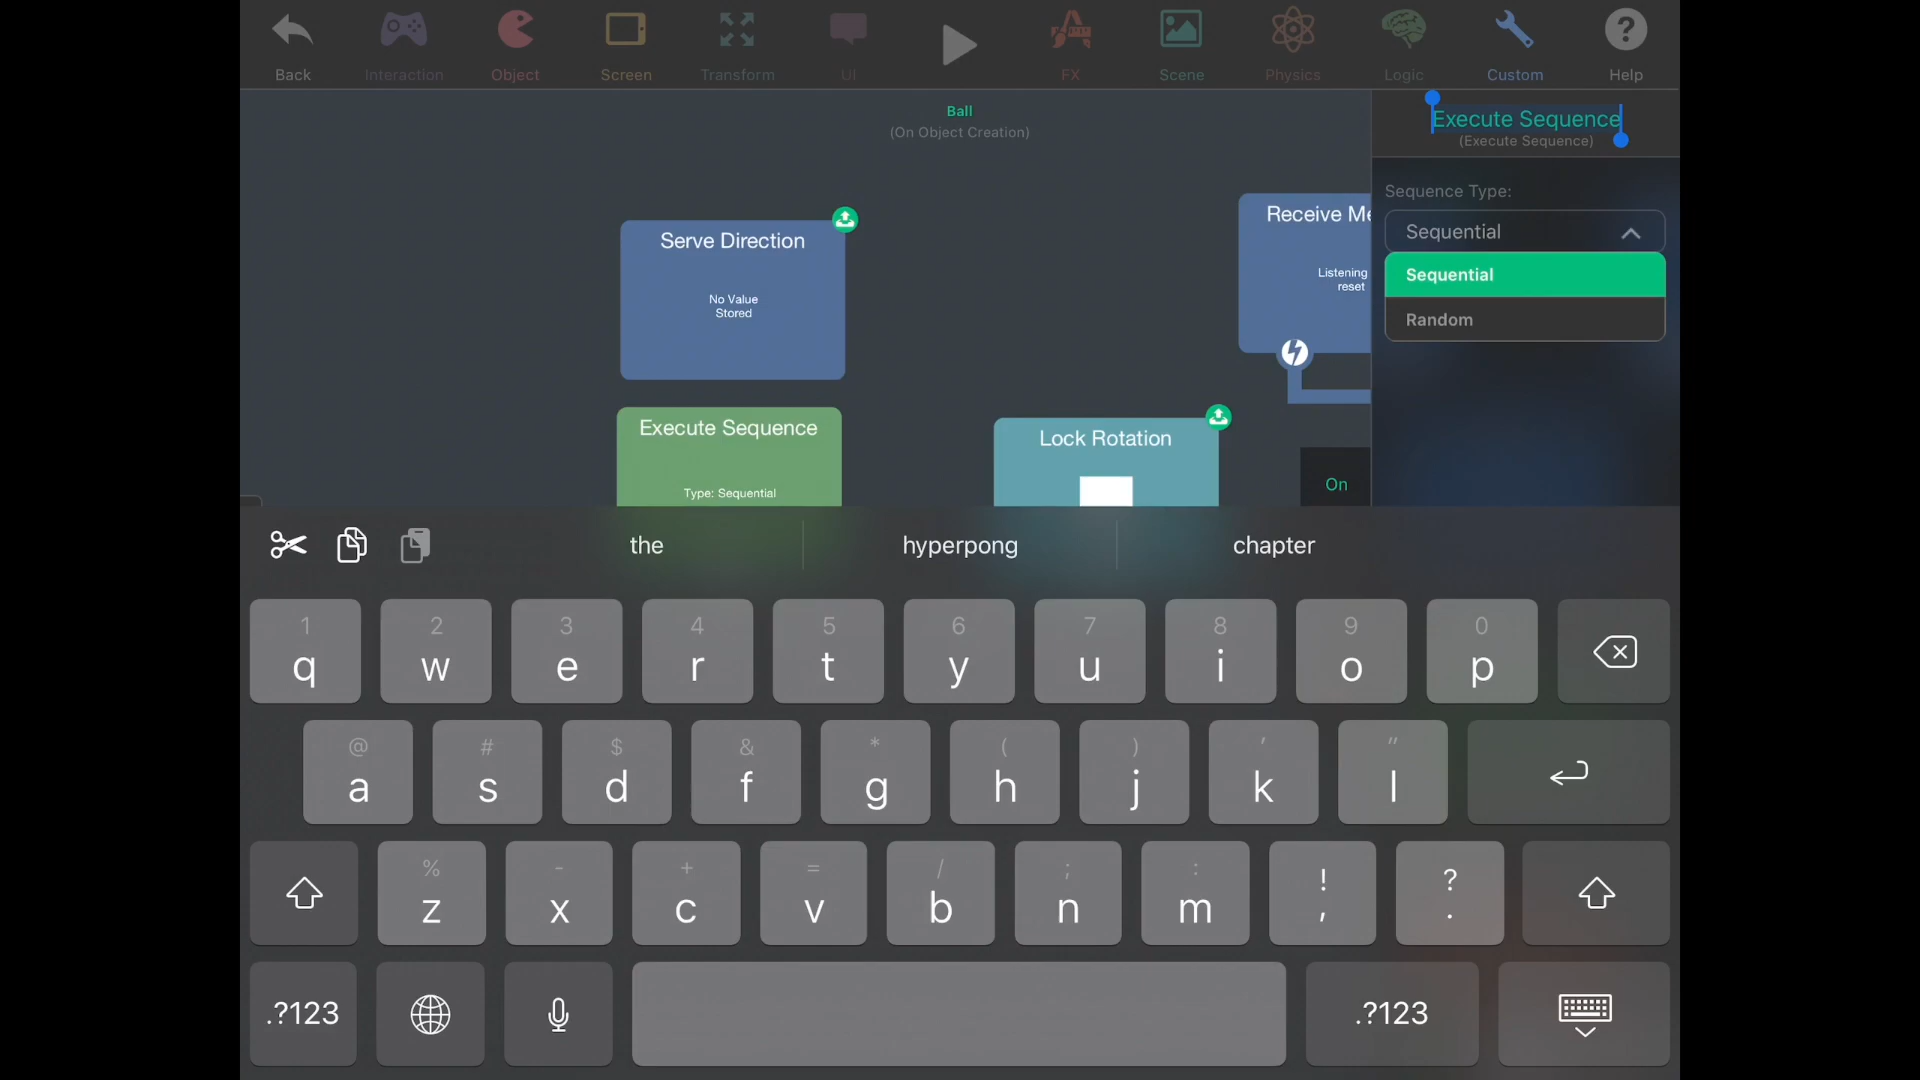 Back
Interaction
Object
Screen
Transform
UI
FX
Scene
Physics
Logic
Custom
Help
Ball
(On Object Creation)
Execute Sequence
(Execute Sequence)
Sequence Type:
Sequential
Sequential
Random
Serve Direction
No Value
Stored
Receive Me
Listening
reset
Execute Sequence
Type: Sequential
Lock Rotation
On
the
hyperpong
chapter
1 2 3 4 5 6 7 8 9 0
q w e r t y u i o p
@ # $ & * ( ) ' "
a s d f g h j k l
% - + = / ; : ! ?
z x c v b n m , .
.?123
.?123